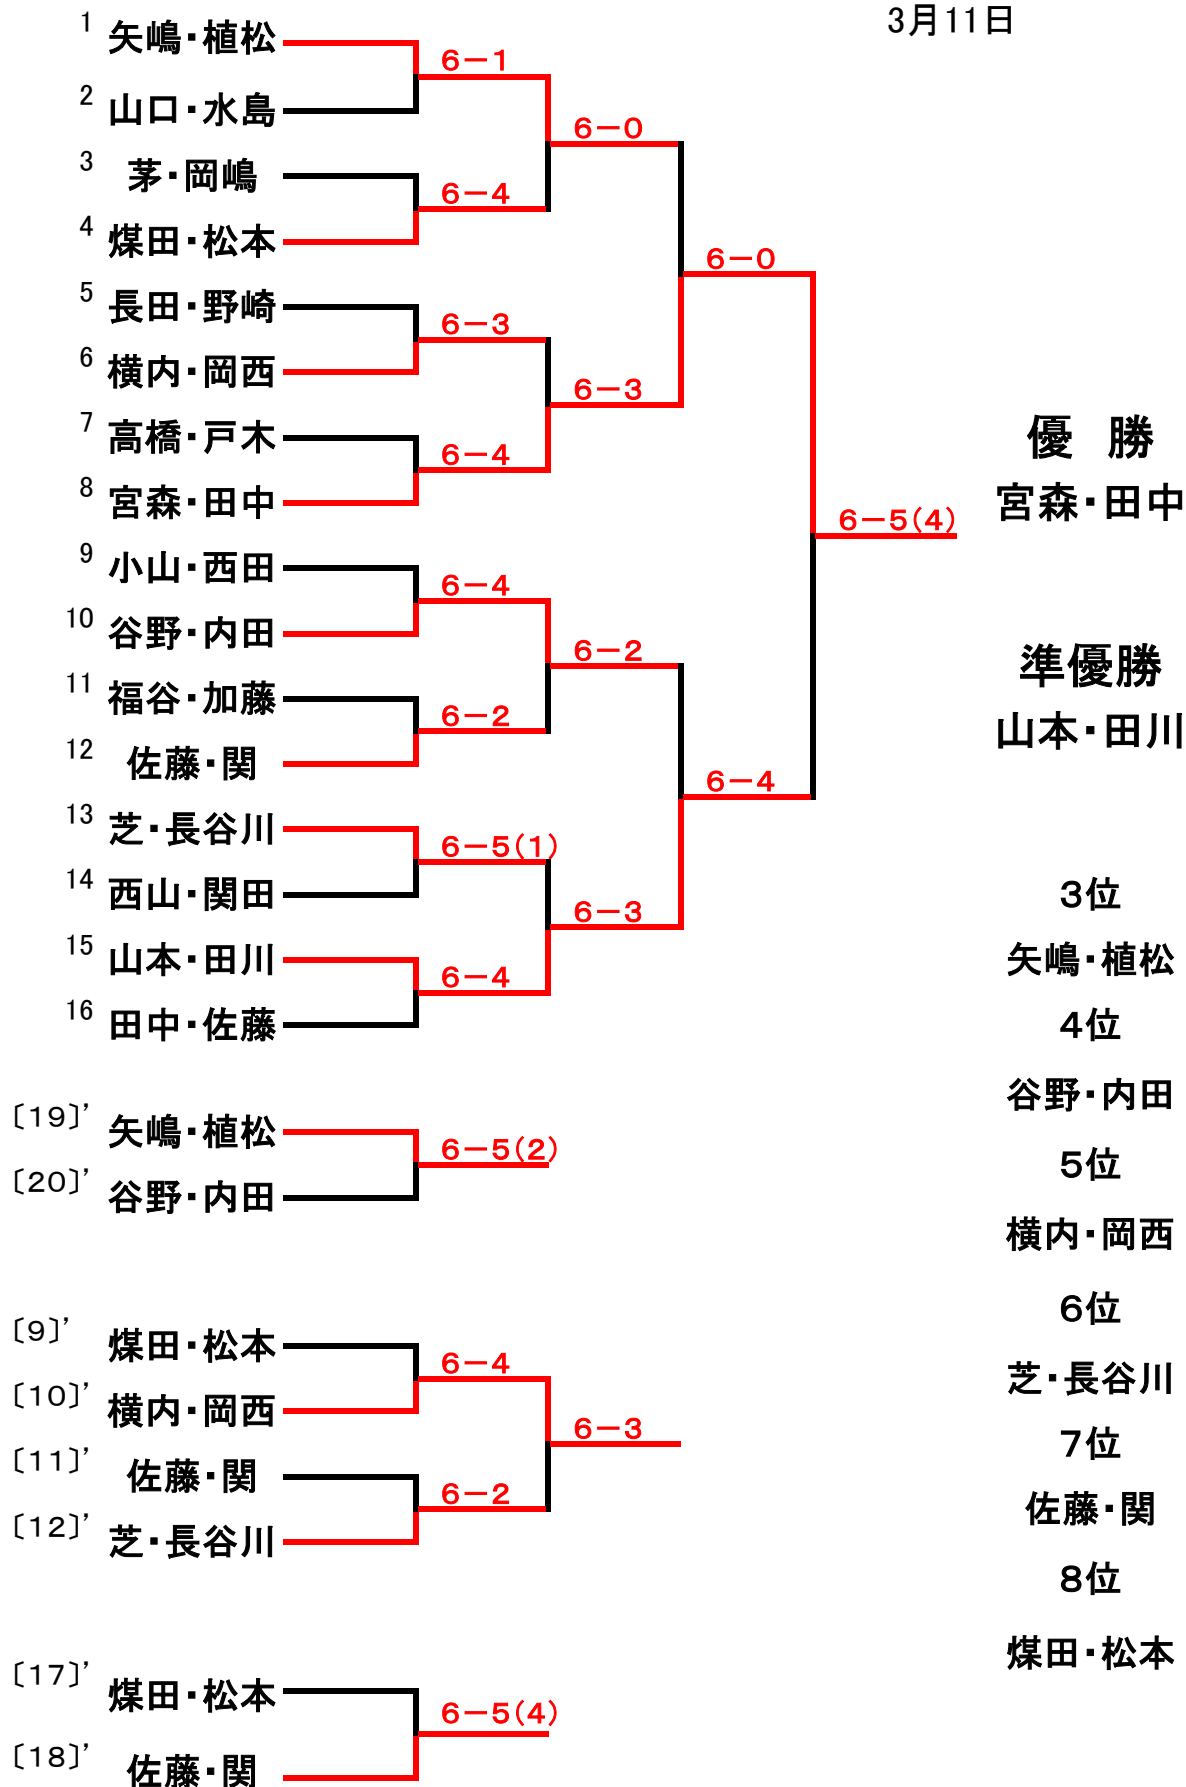 3月11日
1 矢嶋・植松
6－1
2 山口・水島
6－0
3 茅・岡嶋
6－4
4 煤田・松本
6－0
5 長田・野崎
6－3
6 横内・岡西
6－3
7 高橋・戸木
6－4
8 宮森・田中
優 勝
宮森・田中
6－5(4)
9 小山・西田
6－4
10 谷野・内田
6－2
11 福谷・加藤
6－2
12 佐藤・関
準優勝
山本・田川
6－4
13 芝・長谷川
6－5(1)
14 西山・関田
6－3
15 山本・田川
6－4
16 田中・佐藤
3位
矢嶋・植松
4位
谷野・内田
5位
横内・岡西
6位
芝・長谷川
7位
佐藤・関
8位
煤田・松本
〔19〕’ 矢嶋・植松
6－5(2)
〔20〕’ 谷野・内田
〔9〕’ 煤田・松本
6－4
〔10〕’ 横内・岡西
6－3
〔11〕’ 佐藤・関
6－2
〔12〕’ 芝・長谷川
〔17〕’ 煤田・松本
6－5(4)
〔18〕’ 佐藤・関